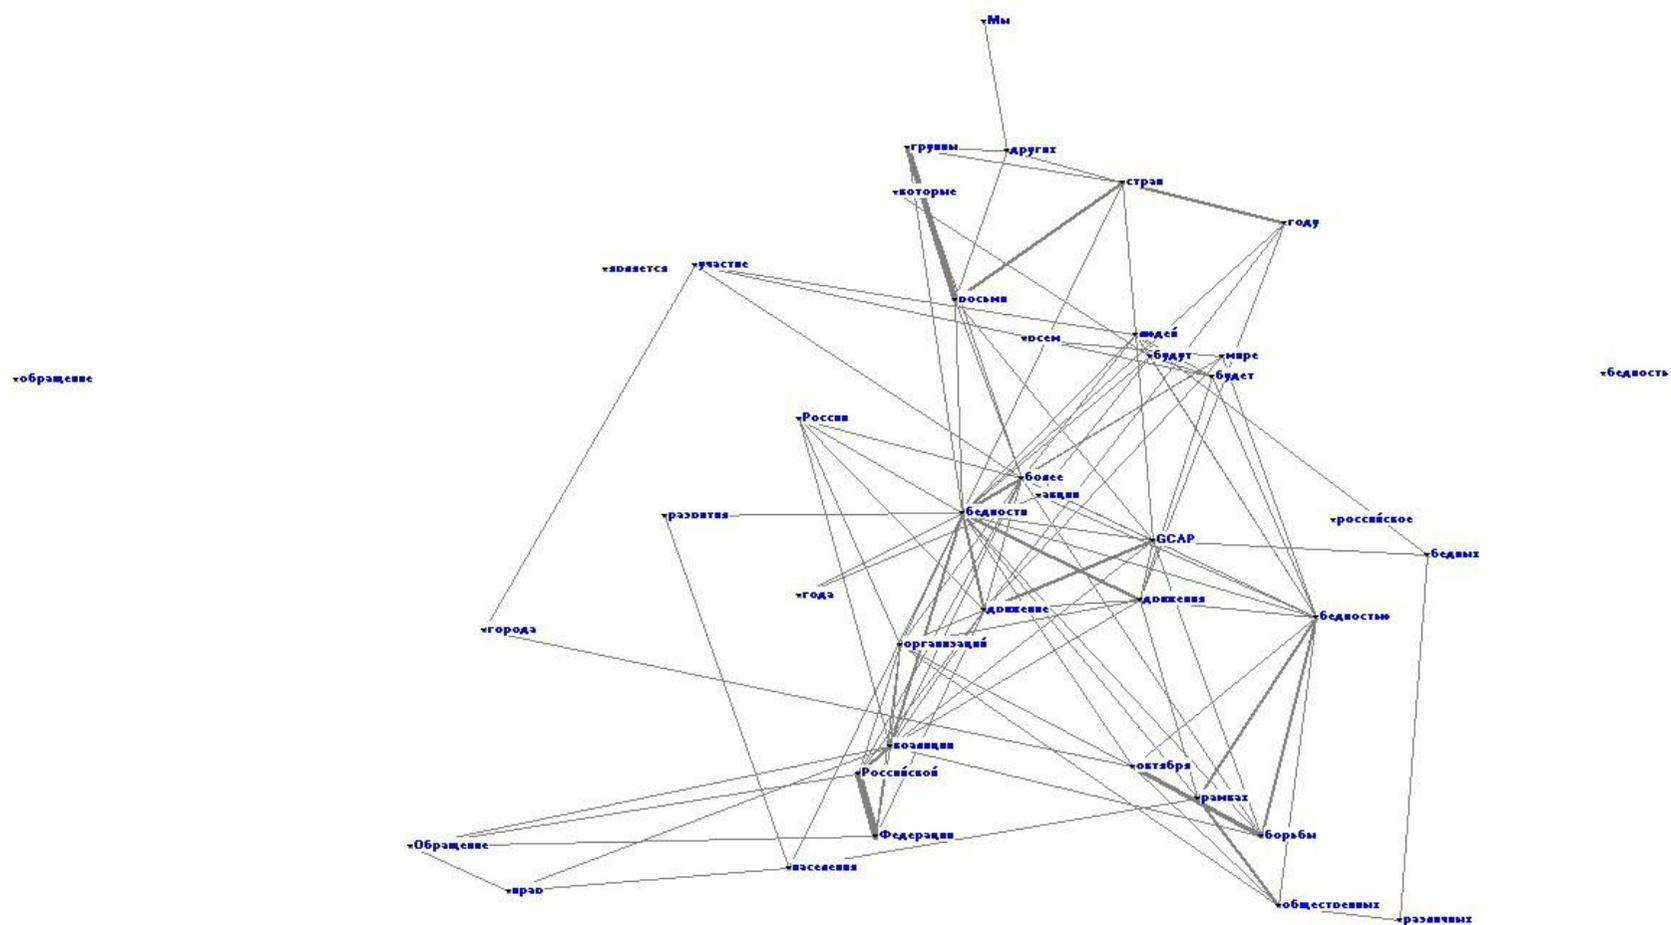 Мы
группы
других
стран
которые
году
участие
является
восьми
людей
всем
будут
мире
будет
бедность
обращение
России
более
акции
бедности
развития
российское
GCAP
бедных
года
движения
движение
бедностью
города
организаций
коалиции
октября
Российской
рамках
Федерации
борьбы
Обращение
населения
прав
общественных
различных